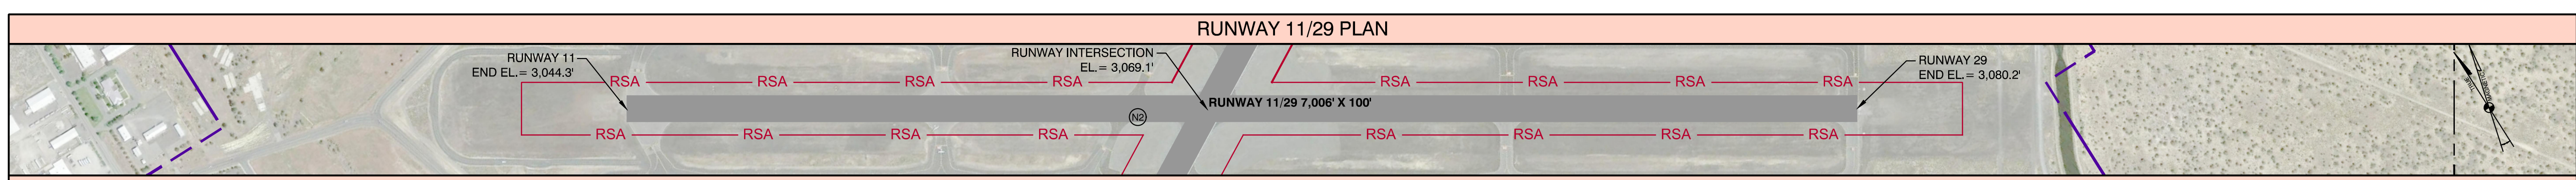 RUNWAY 11/29 PLAN
RUNWAY 11
END EL.= 3,044.3'
RUNWAY INTERSECTION
EL.= 3,069.1'
RUNWAY 29
END EL.= 3,080.2'
RSA RSA RSA RSA RSA RSA RSA RSA
RUNWAY 11/29 7,006' X 100'
N2
RSA RSA RSA RSA RSA RSA RSA RSA
MAGNETIC
TRUE